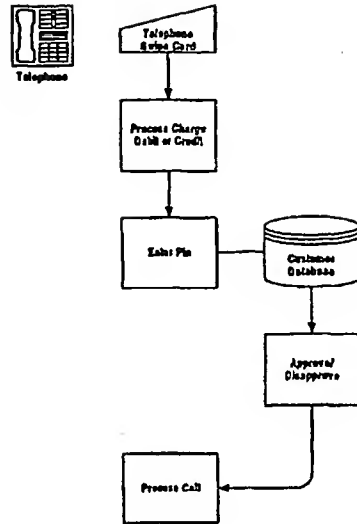 Telephone
Telephone
Swipe Card
Process Charge
Debit or Credit
Enter Pin
Customer
Database
Approve/
Disapprove
Process Call